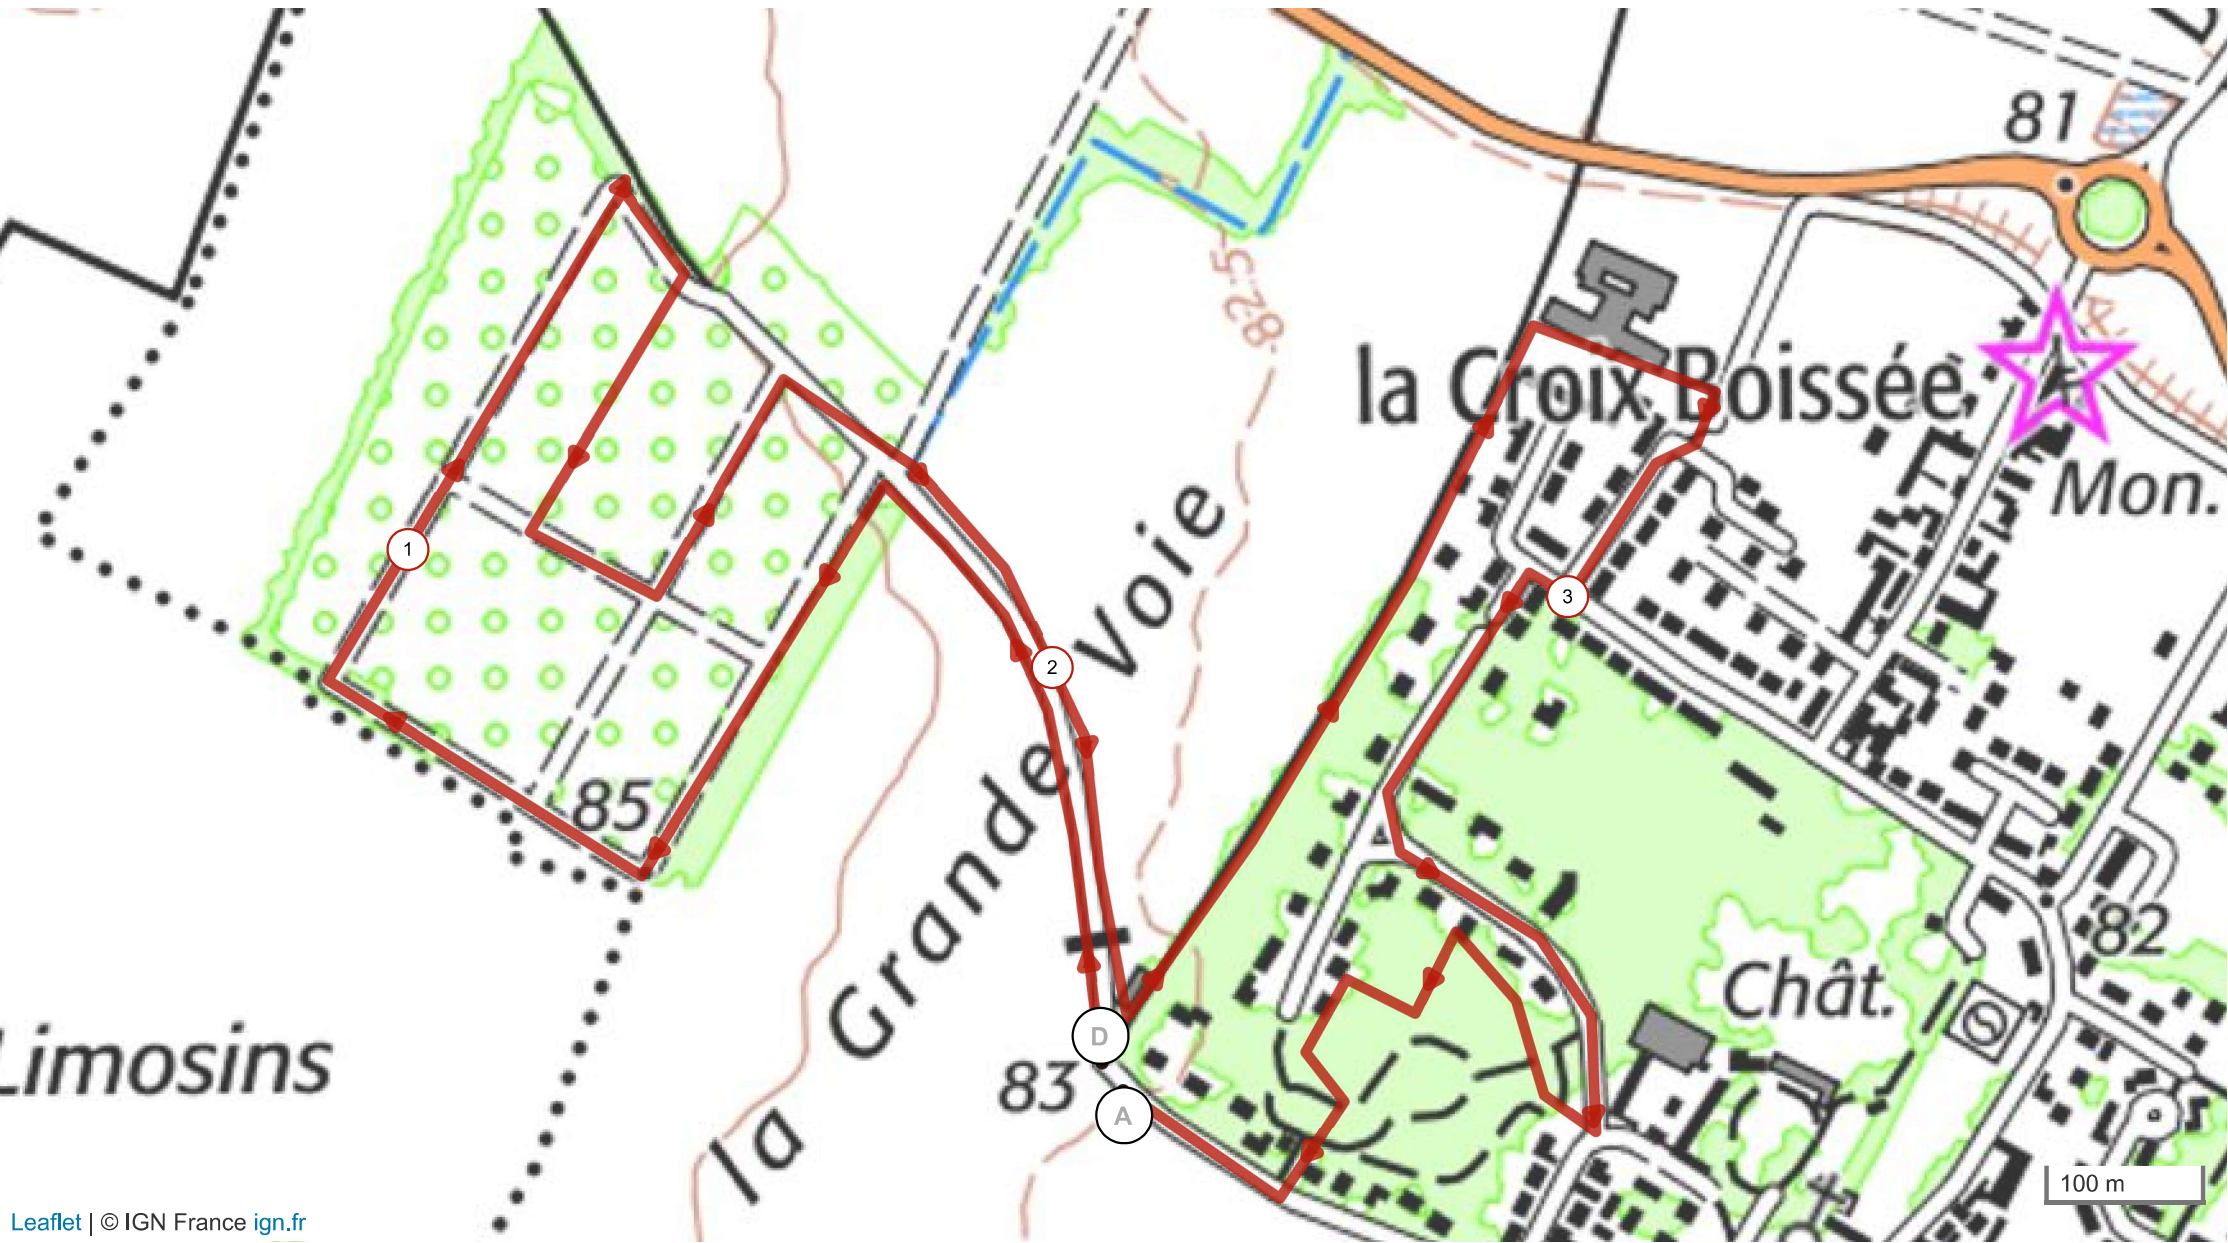 81
82.5
la Croix Boissée
Mon.
1
3
2
la Grande Voie
85
82
Chât.
D
83
A
Limosins
100 m
Leaflet | © IGN France ign.fr